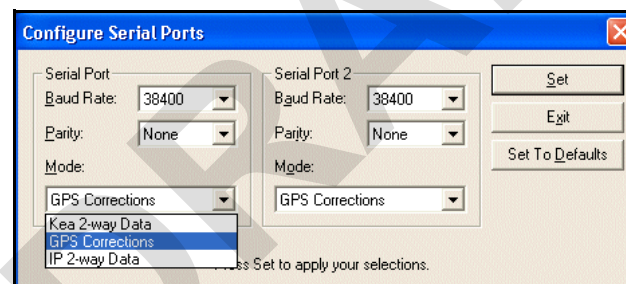 Configure Serial Ports
Serial Port
Baud Rate: 38400
Parity: None
Mode:
GPS Corrections
Kea 2-way Data
GPS Corrections
IP 2-way Data
Serial Port 2
Baud Rate: 38400
Parity: None
Mode:
GPS Corrections
Set
Exit
Set To Defaults
Set to apply your selections.